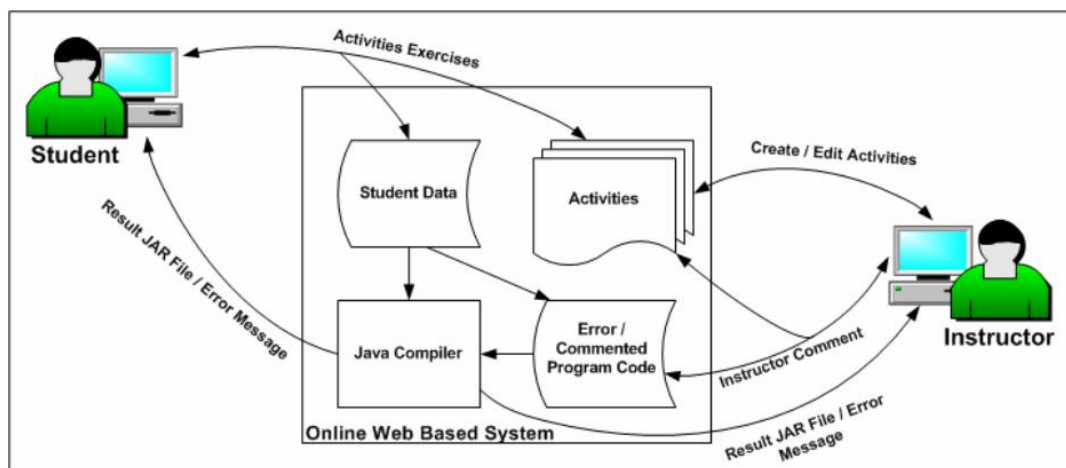 Activities Exercises
Student
Student Data
Activities
Create / Edit Activities
Result JAR File / Error Message
Java Compiler
Error /
Commented
Program Code
Instructor
Instructor Comment
Online Web Based System
Result JAR File / Error
Message